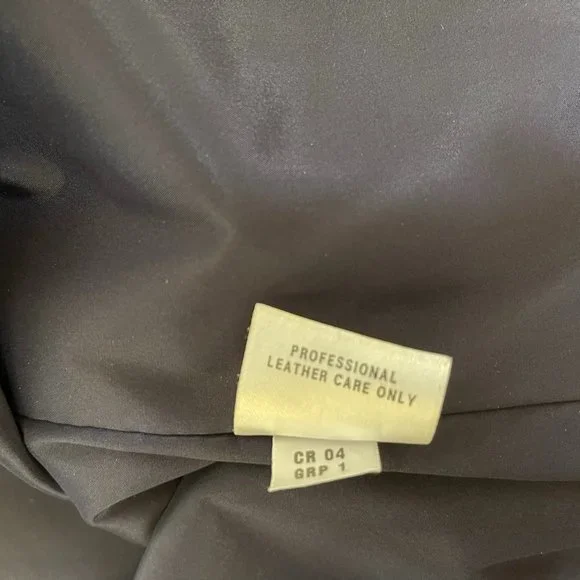 PROFESSIONAL
LEATHER CARE ONLY
CR 04
GRP 1